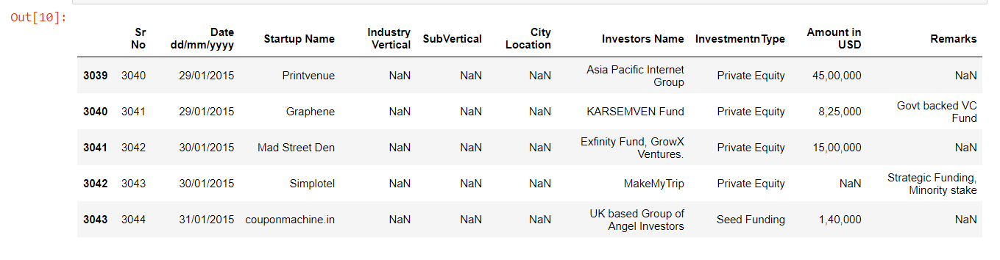 Out[10]:
Sr No Date dd/mm/yyyy Startup Name Industry Vertical SubVertical City Location Investors Name InvestmentnType Amount in USD Remarks
3039 3040 29/01/2015 Printvenue NaN NaN NaN Asia Pacific Internet Group Private Equity 45,00,000 NaN
3040 3041 29/01/2015 Graphene NaN NaN NaN KARSEMVEN Fund Private Equity 8,25,000 Govt backed VC Fund
3041 3042 30/01/2015 Mad Street Den NaN NaN NaN Exfinity Fund, GrowX Ventures. Private Equity 15,00,000 NaN
3042 3043 30/01/2015 Simplotel NaN NaN NaN MakeMyTrip Private Equity NaN Strategic Funding, Minority stake
3043 3044 31/01/2015 couponmachine.in NaN NaN NaN UK based Group of Angel Investors Seed Funding 1,40,000 NaN